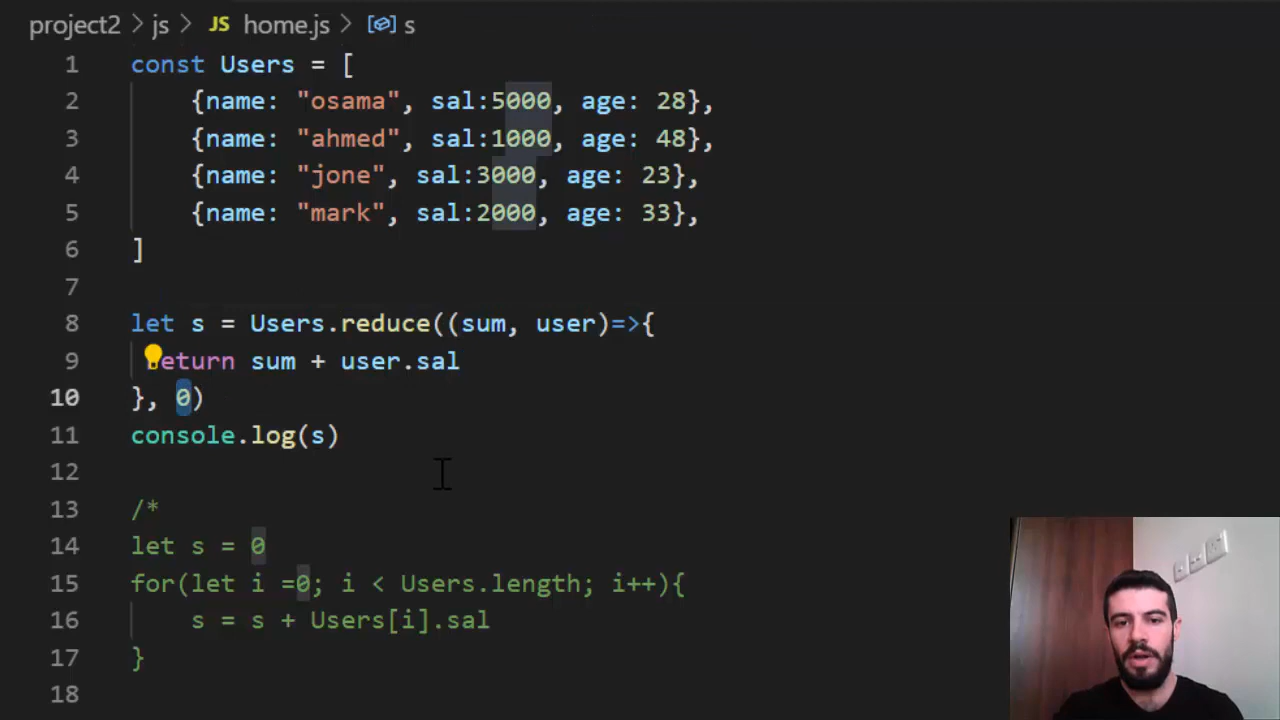 project2 > js > JS home.js > s
1 const Users = [
2 {name: "osama", sal:5000, age: 28},
3 {name: "ahmed", sal:1000, age: 48},
4 {name: "jone", sal:3000, age: 23},
5 {name: "mark", sal:2000, age: 33},
6 ]
7
8 let s = Users.reduce((sum, user)=>{
9 return sum + user.sal
10 }, 0)
11 console.log(s)
12
13 /*
14 let s = 0
15 for(let i =0; i < Users.length; i++){
16 s = s + Users[i].sal
17 }
18